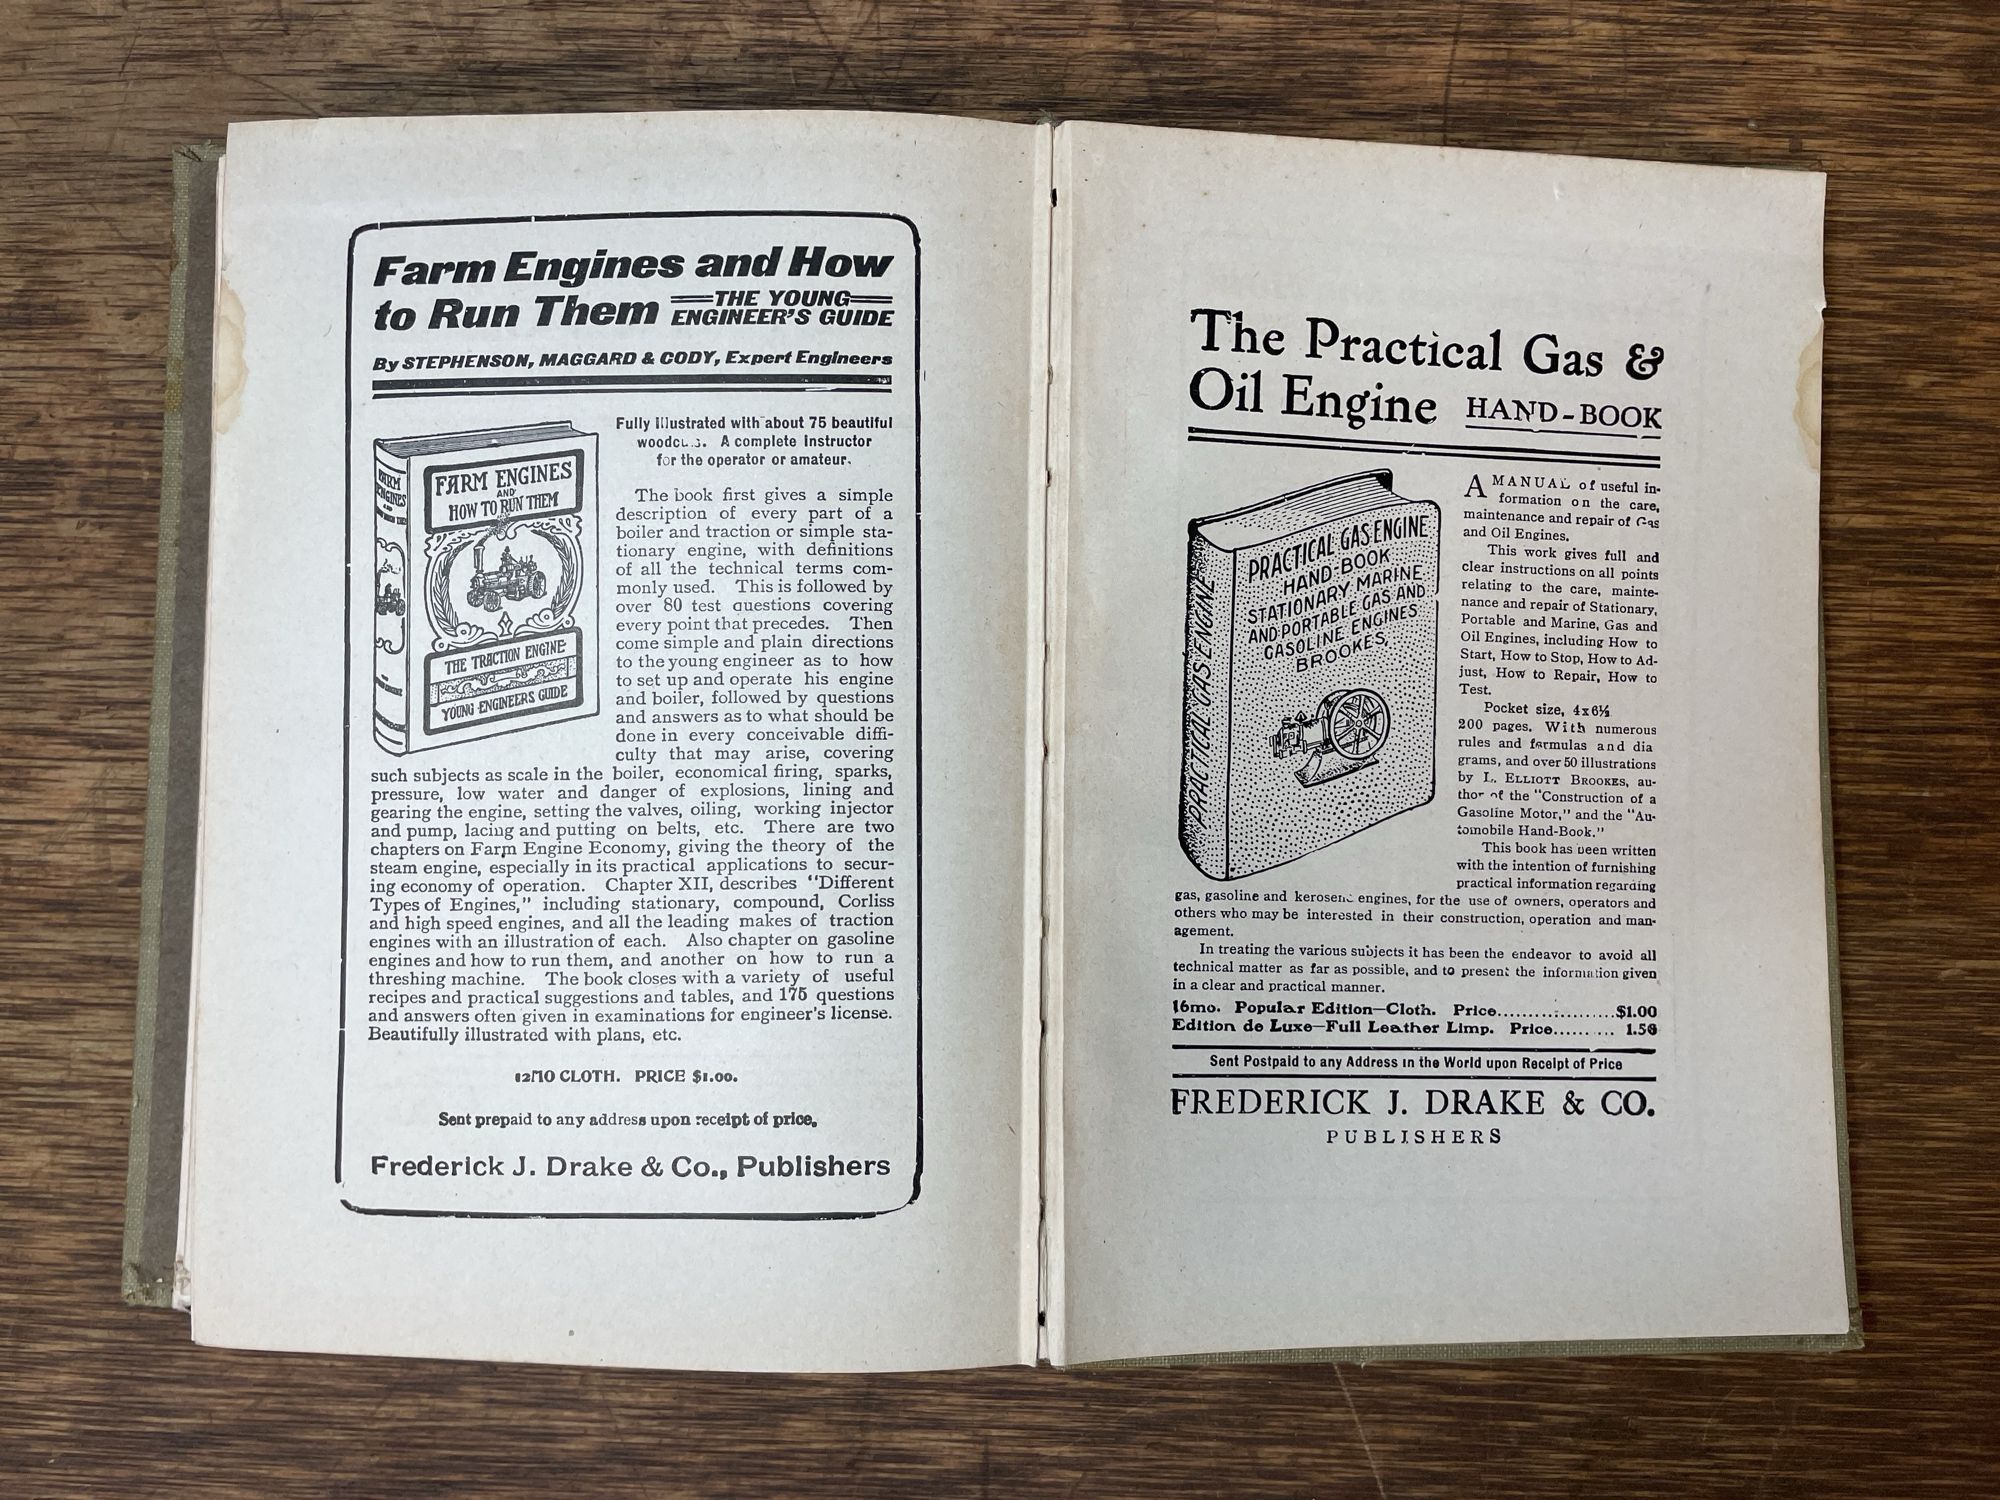 Farm Engines and How
to Run Them THE YOUNG
ENGINEER'S GUIDE
By STEPHENSON, MAGGARD & CODY, Expert Engineers
FARM ENGINES
AND
HOW TO RUN THEM
THE TRACTION ENGINE
YOUNG ENGINEERS GUIDE
FARM
ENGINES
Fully Illustrated with about 75 beautiful
A complete Instructor
for the operator or amateur.
The book first gives a simple
description of every part of a
boiler and traction or simple sta-
tionary engine, with definitions
of all the technical terms com-
monly used. This is followed by
over 80 test questions covering
every point that precedes. Then
come simple and plain directions
to the young engineer as to how
to set up and operate his engine
and boiler, followed by questions
and answers as to what should be
done in every conceivable diffi-
culty that may arise, covering
such subjects as scale in the boiler, economical firing, sparks,
pressure, low water and danger of explosions, lining and
gearing the engine, setting the valves, oiling, working injector
and pump, lacing and putting on belts, etc. There are two
chapters on Farm Engine Economy, giving the theory of the
steam engine, especially in its practical applications to secur-
ing economy of operation. Chapter XII, describes "Different
Types of Engines," including stationary, compound, Corliss
and high speed engines, and all the leading makes of traction
engines with an illustration of each. Also chapter on gasoline
engines and how to run them, and another on how to run a
threshing machine. The book closes with a variety of useful
recipes and practical suggestions and tables, and 175 questions
and answers often given in examinations for engineer's license.
Beautifully illustrated with plans, etc.
12MO CLOTH. PRICE $1.00.
Sent prepaid to any address upon receipt of price.
Frederick J. Drake & Co., Publishers
The Practical Gas &
Oil Engine HAND-BOOK
PRACTICAL GAS ENGINE
PRACTICAL GAS ENGINE
HAND-BOOK
STATIONARY, MARINE
AND PORTABLE GAS AND
GASOLINE ENGINES
BROOKES.
A MANUAL of useful in-
formation on the care,
maintenance and repair of Gas
and Oil Engines.
This work gives full and
clear instructions on all points
relating to the care, mainte-
nance and repair of Stationary,
Portable and Marine, Gas and
Oil Engines, including How to
Start, How to Stop, How to Ad-
just, How to Repair, How to
Test.
Pocket size, 4x6½
200 pages. With numerous
rules and formulas and dia
grams, and over 50 illustrations
by L. ELLIOTT BROOKES, au-
thor of the "Construction of a
Gasoline Motor," and the "Au-
tomobile Hand-Book."
This book has been written
with the intention of furnishing
practical information regarding
gas, gasoline and kerosene engines, for the use of owners, operators and
others who may be interested in their construction, operation and man-
agement.
In treating the various subjects it has been the endeavor to avoid all
technical matter as far as possible, and to present the information given
in a clear and practical manner.
16mo. Popular Edition—Cloth. Price..................$1.00
Edition de Luxe—Full Leather Limp. Price.......... 1.50
Sent Postpaid to any Address in the World upon Receipt of Price
FREDERICK J. DRAKE & CO.
PUBLISHERS